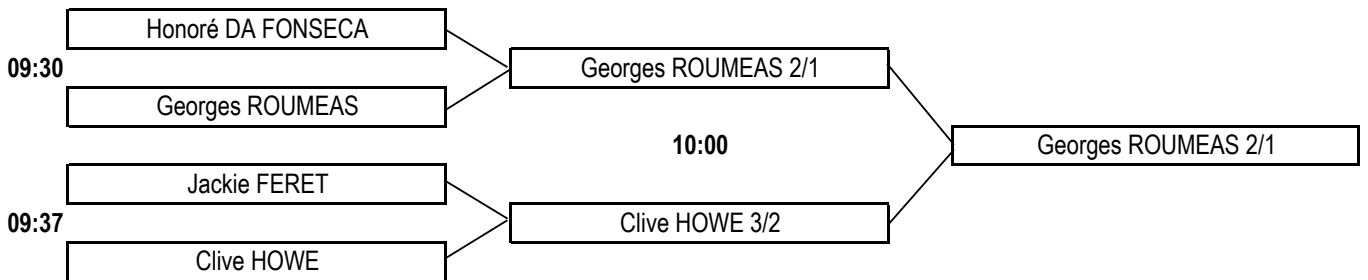 Honoré DA FONSECA
09:30
Georges ROUMEAS 2/1
Georges ROUMEAS
10:00
Georges ROUMEAS 2/1
Jackie FERET
09:37
Clive HOWE 3/2
Clive HOWE